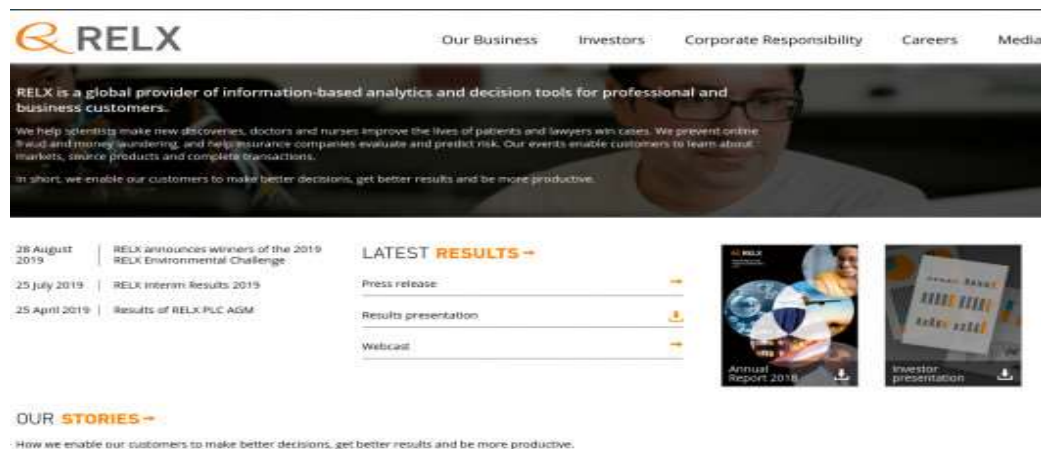 RELX
Our Business Investors Corporate Responsibility Careers Media
RELX is a global provider of information-based analytics and decision tools for professional and
business customers.
We help scientists make new discoveries, doctors and nurses improve the lives of patients and lawyers win cases. We prevent online
fraud and money laundering, and help insurance companies evaluate and predict risk. Our events enable customers to learn about
markets, source products and complete transactions.
In short, we enable our customers to make better decisions, get better results and be more productive.
28 August
2019
RELX announces winners of the 2019
RELX Environmental Challenge
25 July 2019 RELX Interim Results 2019
25 April 2019 Results of RELX PLC AGM
LATEST RESULTS
Press release
Results presentation
Webcast
RELX
Annual
Report 2018
Investor
presentation
OUR STORIES
How we enable our customers to make better decisions, get better results and be more productive.